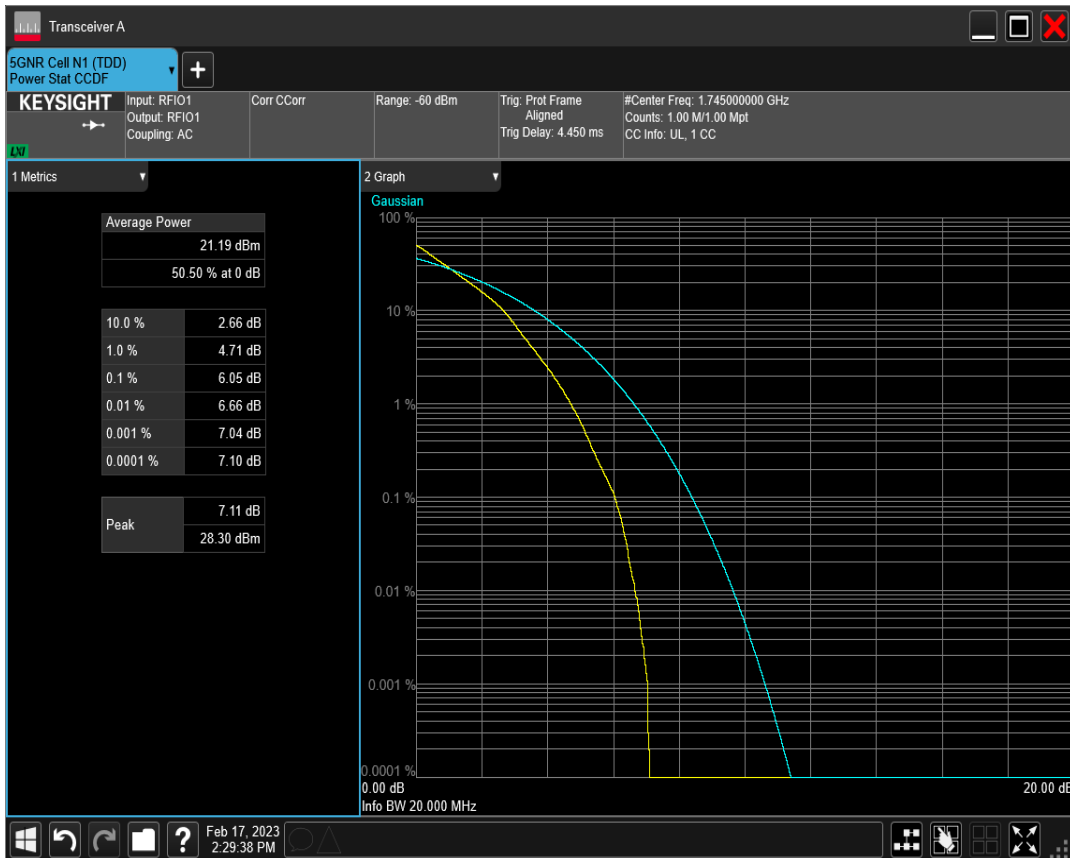 Transceiver A
5GNR Cell N1 (TDD)
Power Stat CCDF
KEYSIGHT
LXI
Input: RFIO1
Output: RFIO1
Coupling: AC
Corr CCorr
Range: -60 dBm
Trig: Prot Frame
Aligned
Trig Delay: 4.450 ms
#Center Freq: 1.745000000 GHz
Counts: 1.00 M/1.00 Mpt
CC Info: UL, 1 CC
1 Metrics
Average Power
21.19 dBm
50.50 % at 0 dB
10.0 % 2.66 dB
1.0 % 4.71 dB
0.1 % 6.05 dB
0.01 % 6.66 dB
0.001 % 7.04 dB
0.0001 % 7.10 dB
Peak 7.11 dB
28.30 dBm
2 Graph
Gaussian
100 %
10 %
1 %
0.1 %
0.01 %
0.001 %
0.0001 %
0.00 dB 20.00 dB
Info BW 20.000 MHz
?
Feb 17, 2023
2:29:38 PM